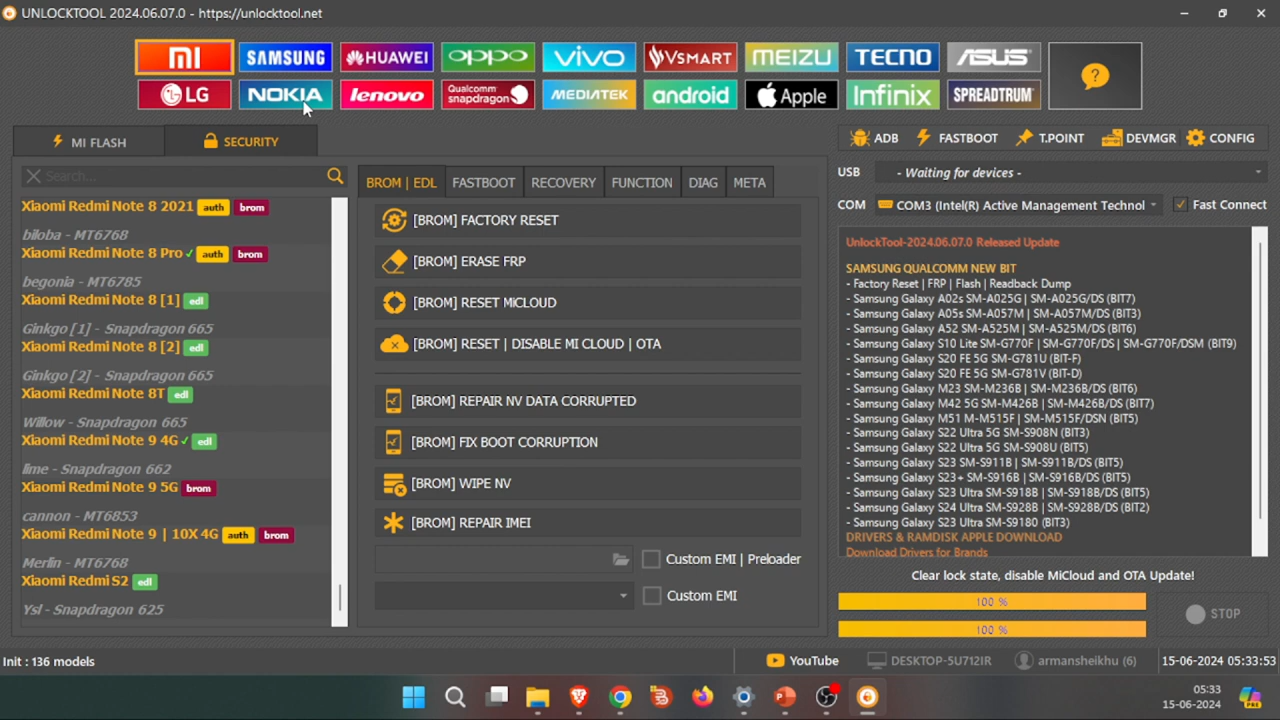 UNLOCKTOOL 2024.06.07.0 - https://unlocktool.net
MI SAMSUNG HUAWEI oppo vivo VSMART MEIZU TECNO ASUS ?
LG NOKIA lenovo Qualcomm snapdragon MEDIATEK android Apple Infinix SPREADTRUM
MI FLASH SECURITY
Search...
Xiaomi Redmi Note 8 2021 auth brom
biloba - MT6768
Xiaomi Redmi Note 8 Pro ✓ auth brom
begonia - MT6785
Xiaomi Redmi Note 8 [1] edl
Ginkgo [1] - Snapdragon 665
Xiaomi Redmi Note 8 [2] edl
Ginkgo [2] - Snapdragon 665
Xiaomi Redmi Note 8T edl
Willow - Snapdragon 665
Xiaomi Redmi Note 9 4G ✓ edl
lime - Snapdragon 662
Xiaomi Redmi Note 9 5G brom
cannon - MT6853
Xiaomi Redmi Note 9 | 10X 4G auth brom
Merlin - MT6768
Xiaomi Redmi S2 edl
Ysl - Snapdragon 625
BROM | EDL FASTBOOT RECOVERY FUNCTION DIAG META
[BROM] FACTORY RESET
[BROM] ERASE FRP
[BROM] RESET MICLOUD
[BROM] RESET | DISABLE MI CLOUD | OTA
[BROM] REPAIR NV DATA CORRUPTED
[BROM] FIX BOOT CORRUPTION
[BROM] WIPE NV
[BROM] REPAIR IMEI
Custom EMI | Preloader
Custom EMI
ADB FASTBOOT T.POINT DEVMGR CONFIG
USB - Waiting for devices -
COM COM3 (Intel(R) Active Management Technol Fast Connect
UnlockTool-2024.06.07.0 Released Update
SAMSUNG QUALCOMM NEW BIT
- Factory Reset | FRP | Flash | Readback Dump
- Samsung Galaxy A02s SM-A025G | SM-A025G/DS (BIT7)
- Samsung Galaxy A05s SM-A057M | SM-A057M/DS (BIT3)
- Samsung Galaxy A52 SM-A525M | SM-A525M/DS (BIT6)
- Samsung Galaxy S10 Lite SM-G770F | SM-G770F/DS | SM-G770F/DSM (BIT9)
- Samsung Galaxy S20 FE 5G SM-G781U (BIT-F)
- Samsung Galaxy S20 FE 5G SM-G781V (BIT-D)
- Samsung Galaxy M23 SM-M236B | SM-M236B/DS (BIT6)
- Samsung Galaxy M42 5G SM-M426B | SM-M426B/DS (BIT7)
- Samsung Galaxy M51 M-M515F | SM-M515F/DSN (BIT5)
- Samsung Galaxy S22 Ultra 5G SM-S908N (BIT3)
- Samsung Galaxy S22 Ultra 5G SM-S908U (BIT5)
- Samsung Galaxy S23 SM-S911B | SM-S911B/DS (BIT5)
- Samsung Galaxy S23+ SM-S916B | SM-S916B/DS (BIT5)
- Samsung Galaxy S23 Ultra SM-S918B | SM-S918B/DS (BIT5)
- Samsung Galaxy S24 Ultra SM-S928B | SM-S928B/DS (BIT2)
- Samsung Galaxy S23 Ultra SM-S9180 (BIT3)
DRIVERS & RAMDISK APPLE DOWNLOAD
Download Drivers for Brands
Clear lock state, disable MiCloud and OTA Update!
100 %
STOP
100 %
Init : 136 models
YouTube DESKTOP-5U712IR armansheikhu (6) 15-06-2024 05:33:53
05:33
15-06-2024
PRE